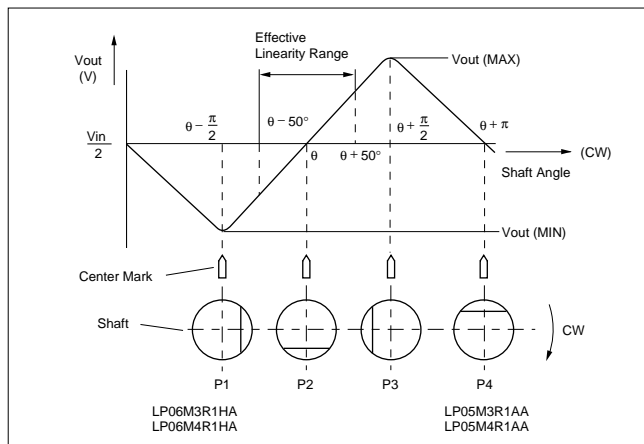 Effective
Linearity Range
Vout
(V)
Vout (MAX)
θ − π/2
θ − 50°
θ + π/2
θ + π
Vin/2
θ
θ + 50°
(CW)
Shaft Angle
Vout (MIN)
Center Mark
Shaft
CW
P1 P2 P3 P4
LP06M3R1HA LP05M3R1AA
LP06M4R1HA LP05M4R1AA